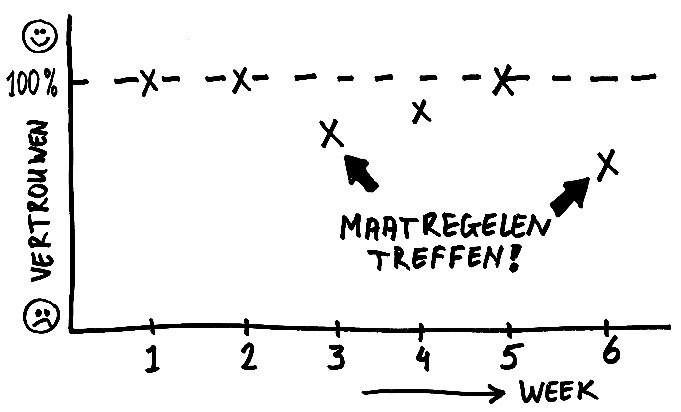 100%
VERTROUWEN
MAATREGELEN
TREFFEN!
1 2 3 4 5 6
WEEK